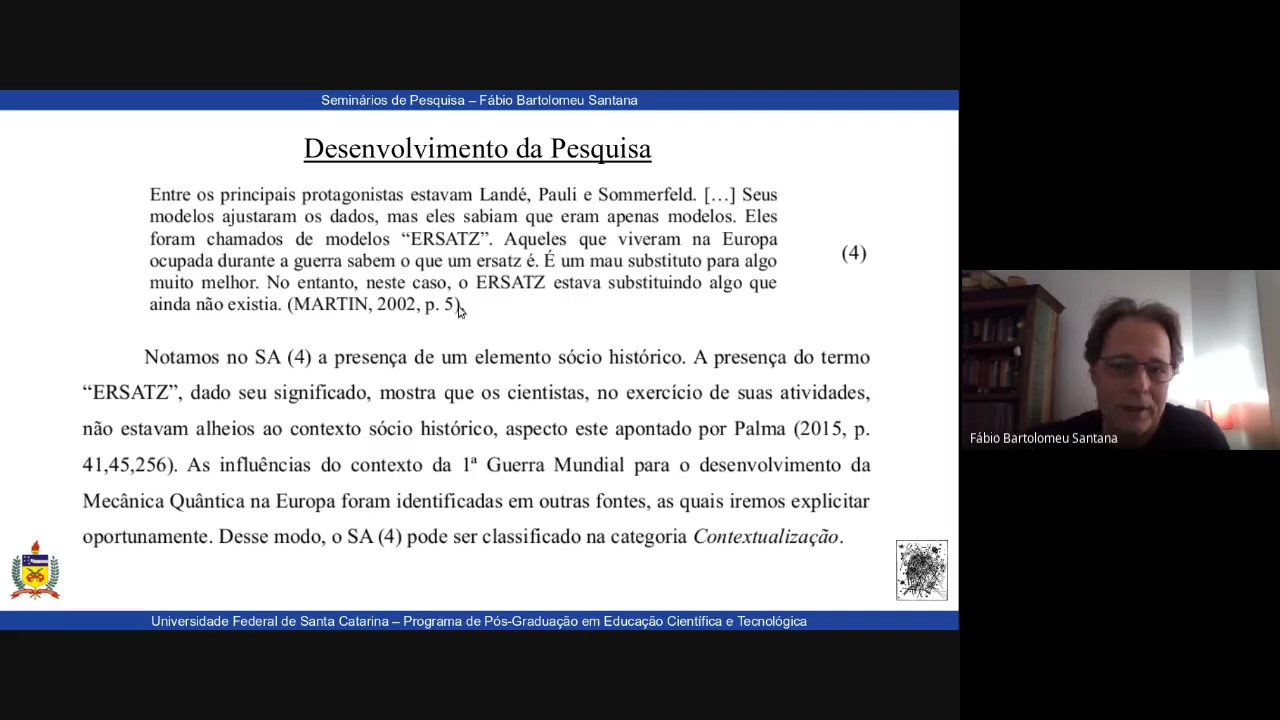 Seminários de Pesquisa – Fábio Bartolomeu Santana
Desenvolvimento da Pesquisa
Entre os principais protagonistas estavam Landé, Pauli e Sommerfeld. […] Seus
modelos ajustaram os dados, mas eles sabiam que eram apenas modelos. Eles
foram chamados de modelos “ERSATZ”. Aqueles que viveram na Europa
ocupada durante a guerra sabem o que um ersatz é. É um mau substituto para algo
muito melhor. No entanto, neste caso, o ERSATZ estava substituindo algo que
ainda não existia. (MARTIN, 2002, p. 5).
(4)
Notamos no SA (4) a presença de um elemento sócio histórico. A presença do termo
“ERSATZ”, dado seu significado, mostra que os cientistas, no exercício de suas atividades,
não estavam alheios ao contexto sócio histórico, aspecto este apontado por Palma (2015, p.
41,45,256). As influências do contexto da 1ª Guerra Mundial para o desenvolvimento da
Mecânica Quântica na Europa foram identificadas em outras fontes, as quais iremos explicitar
oportunamente. Desse modo, o SA (4) pode ser classificado na categoria Contextualização.
Universidade Federal de Santa Catarina – Programa de Pós-Graduação em Educação Científica e Tecnológica
Fábio Bartolomeu Santana